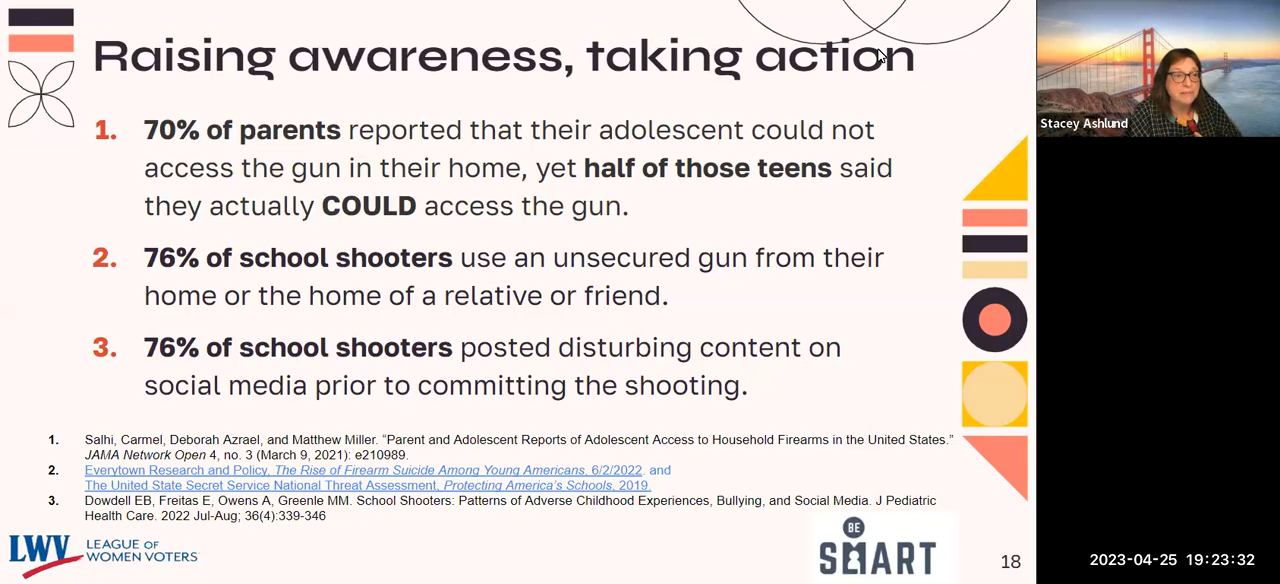 Raising awareness, taking action
1. 70% of parents reported that their adolescent could not
access the gun in their home, yet half of those teens said
they actually COULD access the gun.
2. 76% of school shooters use an unsecured gun from their
home or the home of a relative or friend.
3. 76% of school shooters posted disturbing content on
social media prior to committing the shooting.
1. Salhi, Carmel, Deborah Azrael, and Matthew Miller. “Parent and Adolescent Reports of Adolescent Access to Household Firearms in the United States.”
JAMA Network Open 4, no. 3 (March 9, 2021): e210989.
2. Everytown Research and Policy, The Rise of Firearm Suicide Among Young Americans, 6/2/2022. and
The United State Secret Service National Threat Assessment, Protecting America’s Schools, 2019.
3. Dowdell EB, Freitas E, Owens A, Greenle MM. School Shooters: Patterns of Adverse Childhood Experiences, Bullying, and Social Media. J Pediatric
Health Care. 2022 Jul-Aug; 36(4):339-346
LWV LEAGUE OF
WOMEN VOTERS
BE
SMART
18
Stacey Ashlund
2023-04-25 19:23:32